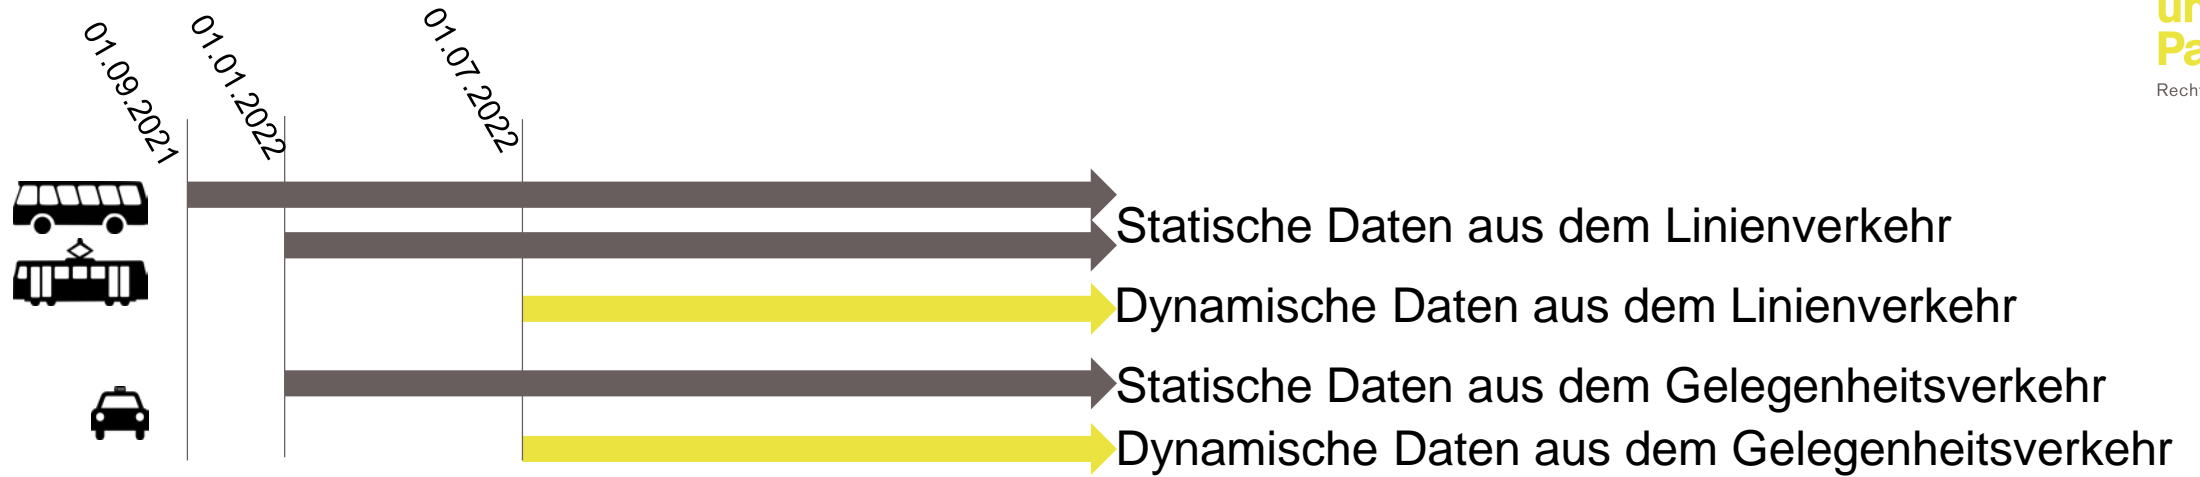 01.09.2021
01.01.2022
01.07.2022
Statische Daten aus dem Linienverkehr
Dynamische Daten aus dem Linienverkehr
Statische Daten aus dem Gelegenheitsverkehr
Dynamische Daten aus dem Gelegenheitsverkehr